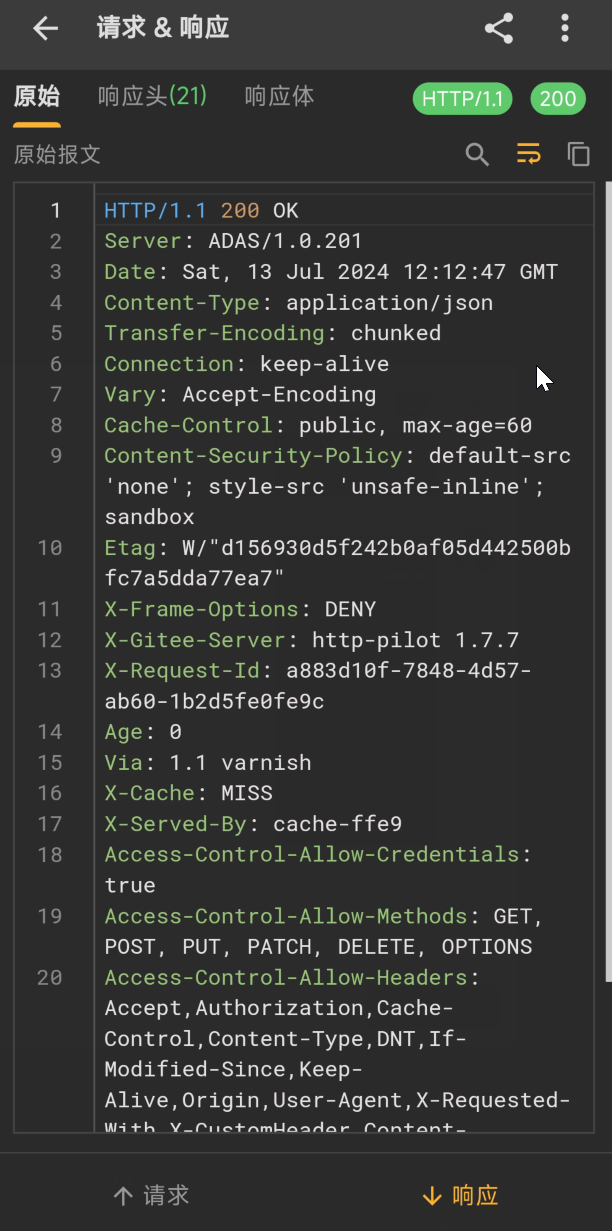 请求 & 响应
原始 响应头(21) 响应体 HTTP/1.1 200
原始报文
1 HTTP/1.1 200 OK
2 Server: ADAS/1.0.201
3 Date: Sat, 13 Jul 2024 12:12:47 GMT
4 Content-Type: application/json
5 Transfer-Encoding: chunked
6 Connection: keep-alive
7 Vary: Accept-Encoding
8 Cache-Control: public, max-age=60
9 Content-Security-Policy: default-src
'none'; style-src 'unsafe-inline';
sandbox
10 Etag: W/"d156930d5f242b0af05d442500b
fc7a5dda77ea7"
11 X-Frame-Options: DENY
12 X-Gitee-Server: http-pilot 1.7.7
13 X-Request-Id: a883d10f-7848-4d57-
ab60-1b2d5fe0fe9c
14 Age: 0
15 Via: 1.1 varnish
16 X-Cache: MISS
17 X-Served-By: cache-ffe9
18 Access-Control-Allow-Credentials:
true
19 Access-Control-Allow-Methods: GET,
POST, PUT, PATCH, DELETE, OPTIONS
20 Access-Control-Allow-Headers:
Accept,Authorization,Cache-
Control,Content-Type,DNT,If-
Modified-Since,Keep-
Alive,Origin,User-Agent,X-Requested-
With,X-CustomHeader,Content-
请求 响应